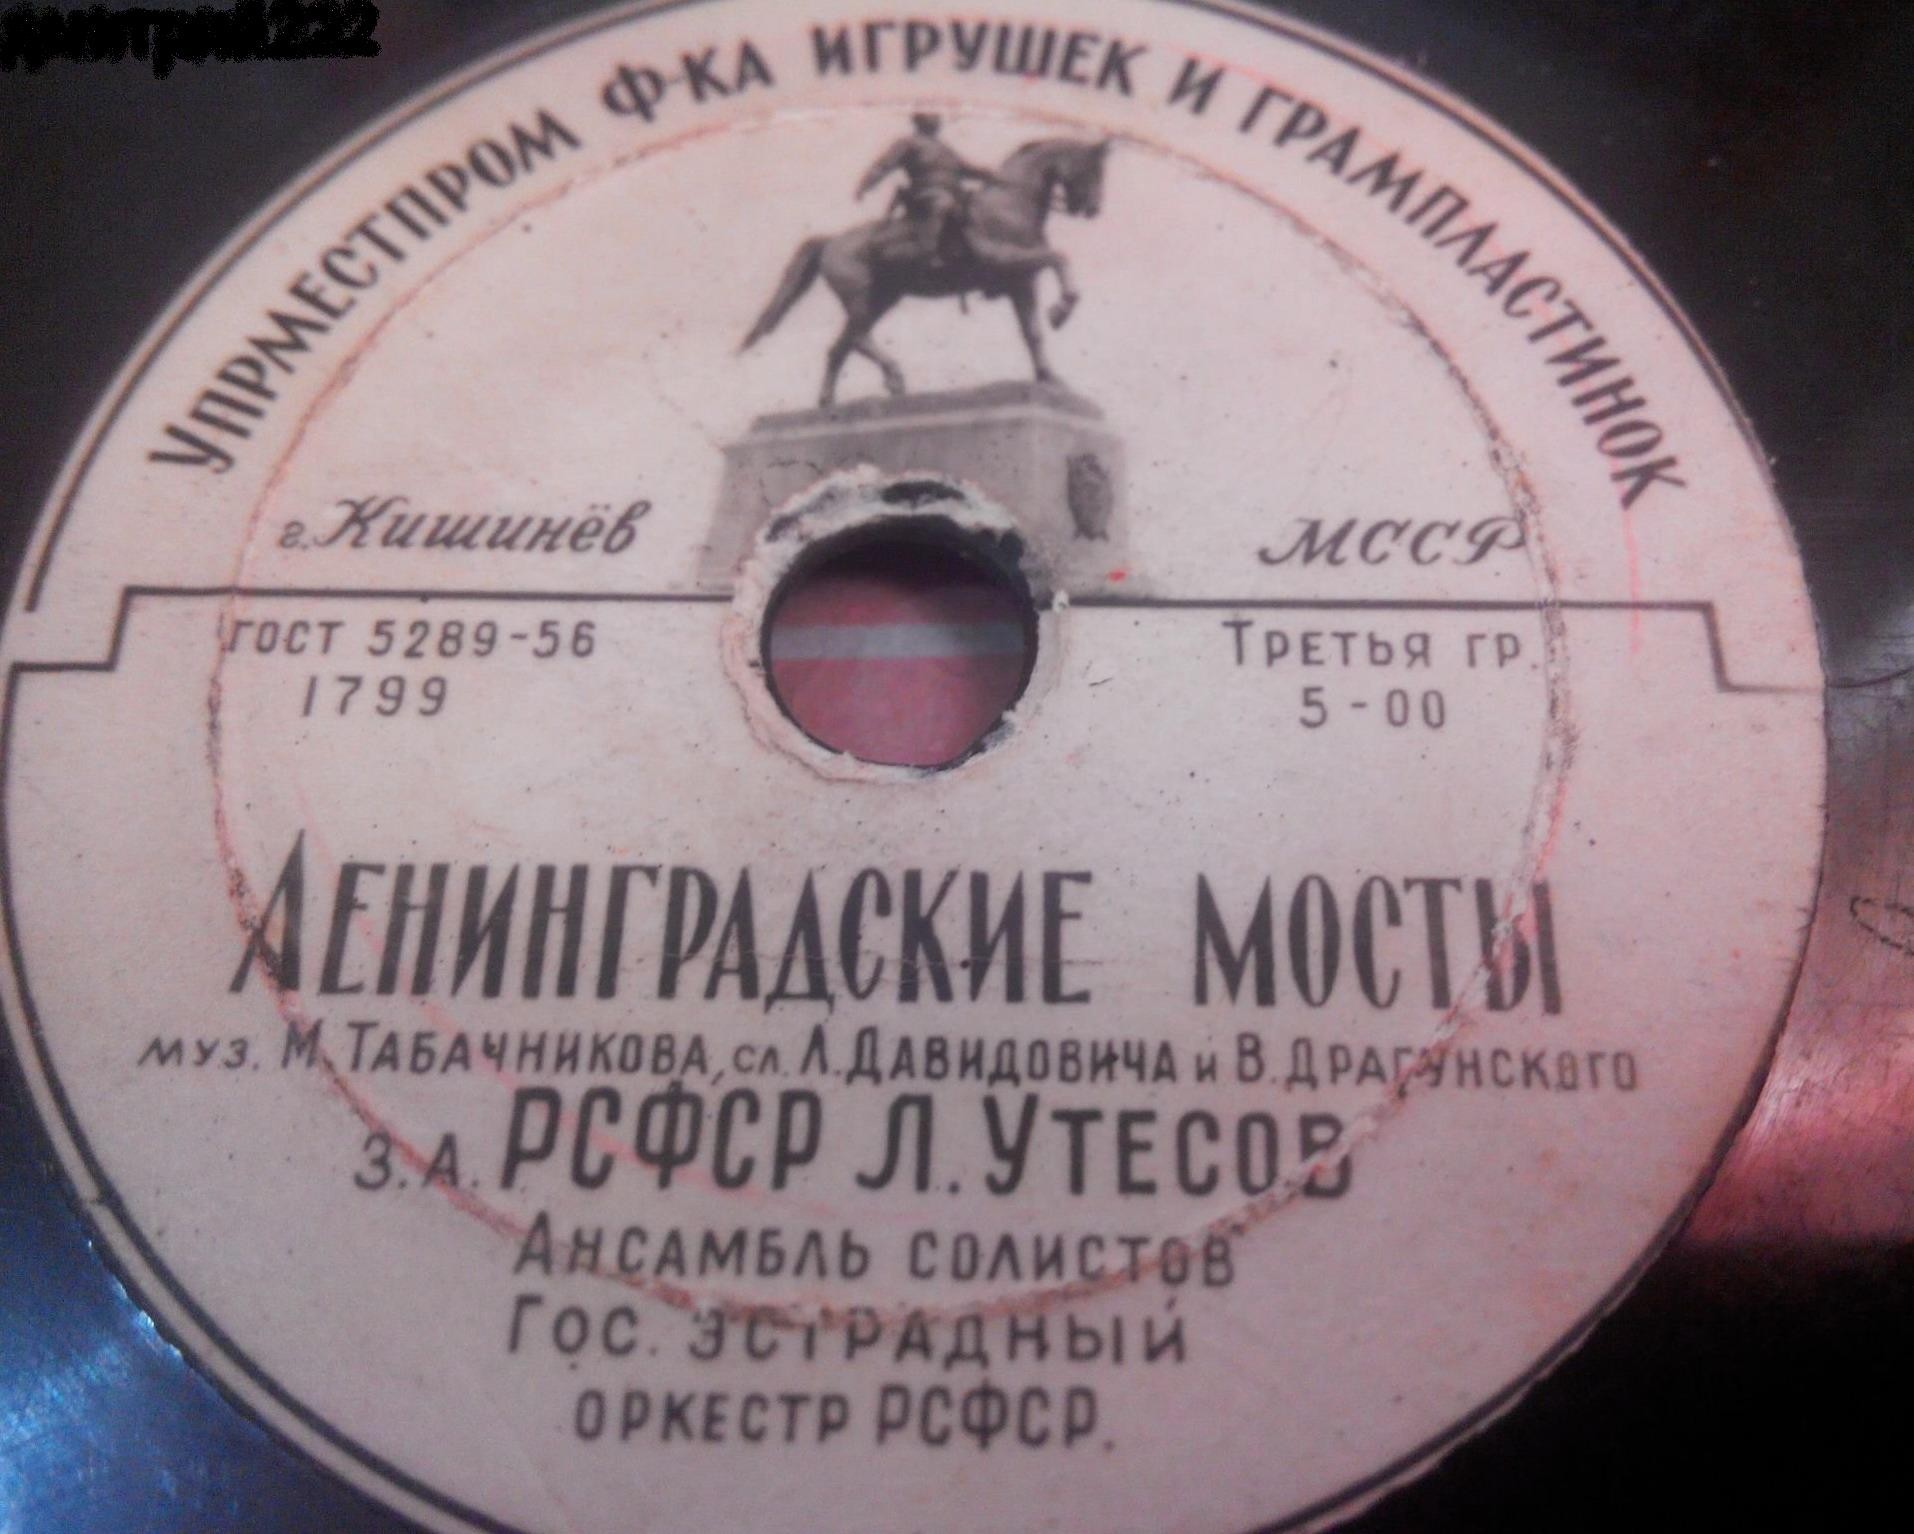 дмитрий1222
УПРМЕСТПРОМ Ф-КА ИГРУШЕК И ГРАМПЛАСТИНОК
г. Кишинёв
МССР
ГОСТ 5289-56
1799
ТРЕТЬЯ ГР.
5-00
ЛЕНИНГРАДСКИЕ МОСТЫ
муз. М. ТАБАЧНИКОВА, сл. Л. ДАВИДОВИЧА и В. ДРАГУНСКОГО
З.А. РСФСР Л. УТЕСОВ
АНСАМБЛЬ СОЛИСТОВ
ГОС. ЭСТРАДНЫЙ
ОРКЕСТР РСФСР.